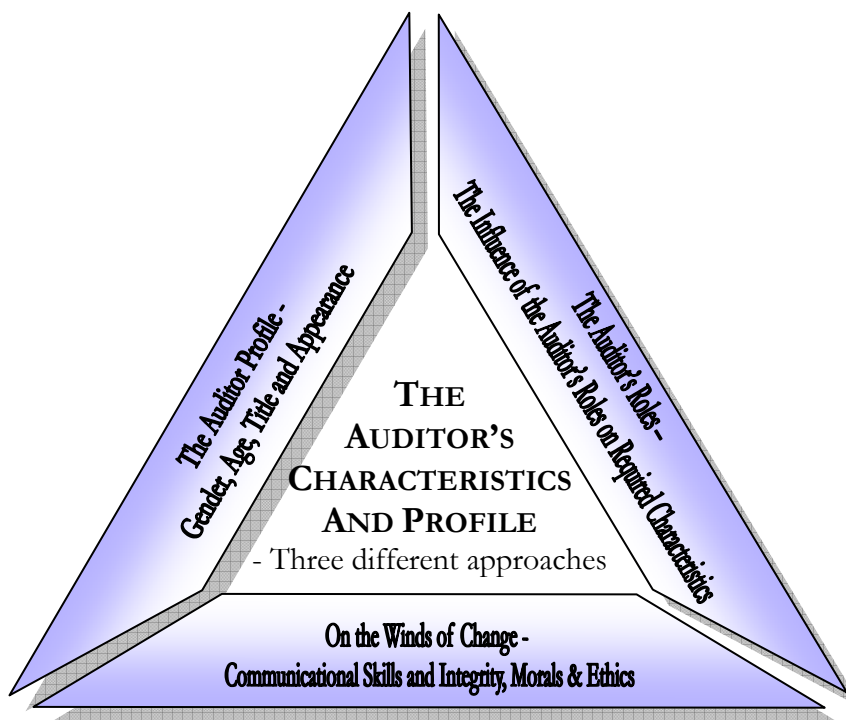 The Auditor Profile -
Gender, Age, Title and Appearance
The Auditor's Roles –
The Influence of the Auditor's Roles on Required Characteristics
THE
AUDITOR'S
CHARACTERISTICS
AND PROFILE
- Three different approaches
On the Winds of Change -
Communicational Skills and Integrity, Morals & Ethics